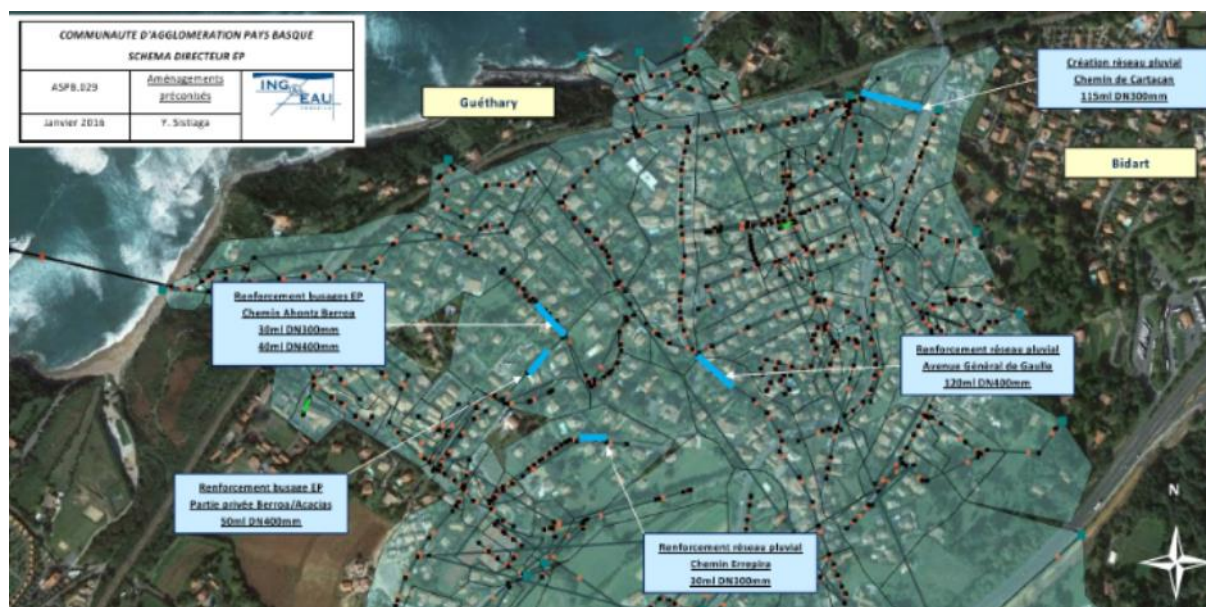 COMMUNAUTE D'AGGLOMERATION PAYS BASQUE
SCHEMA DIRECTEUR EP
ASPB.029
Aménagements
préconisés
Janvier 2016
Y. Sistiaga
ING
EAU
Guéthary
Création réseau pluvial
Chemin de Cartacan
115ml DN300mm
Bidart
Renforcement busages EP
Chemin Ahontz Berroa
30ml DN300mm
40ml DN400mm
Renforcement réseau pluvial
Avenue Général de Gaulle
120ml DN400mm
Renforcement busage EP
Partie privée Berroa/Acacias
50ml DN400mm
Renforcement réseau pluvial
Chemin Errepira
30ml DN300mm
N